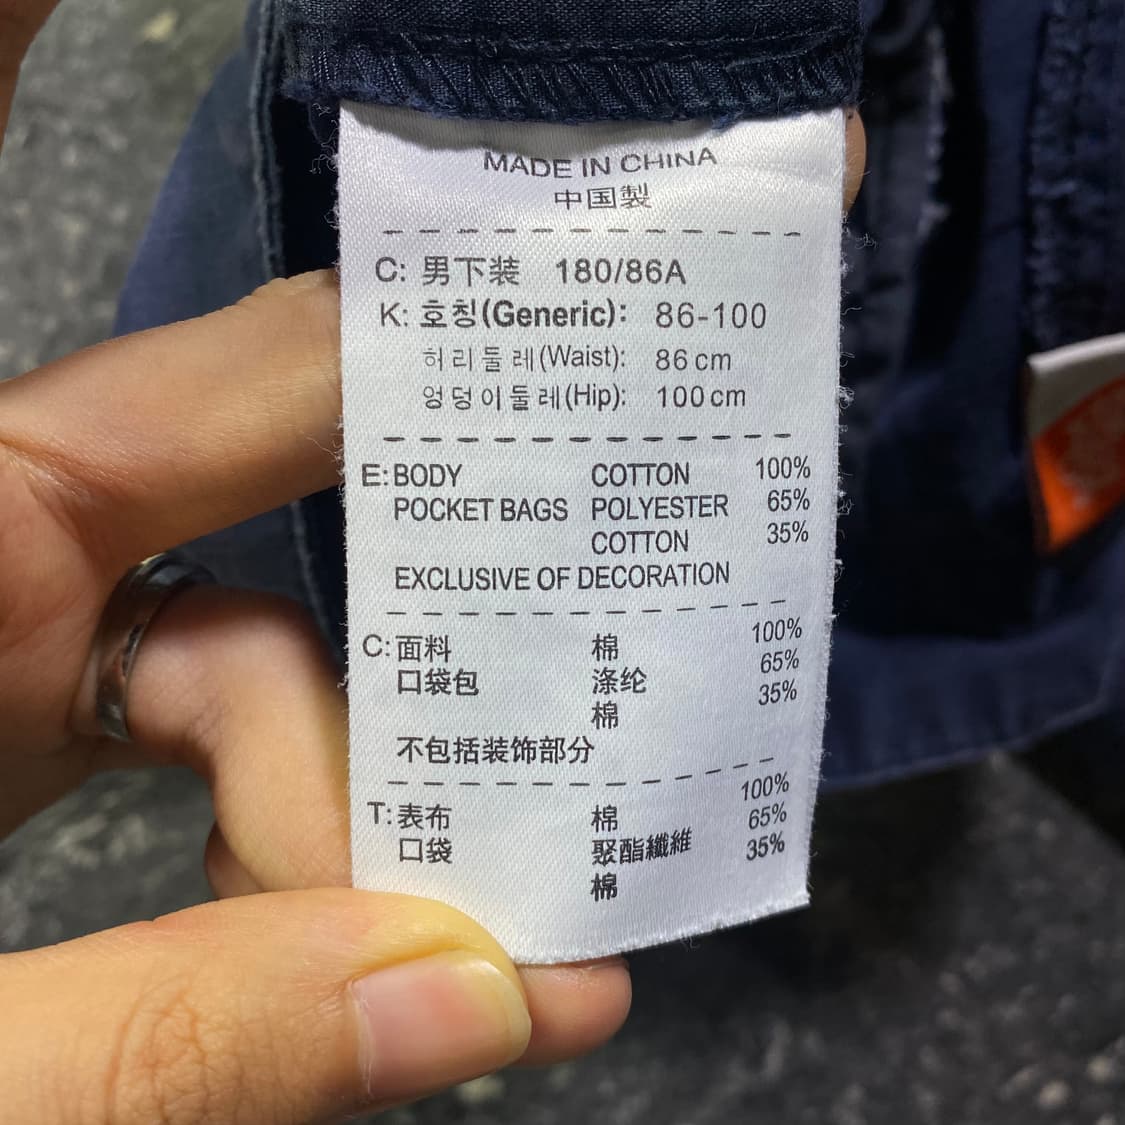 MADE IN CHINA
中国製
C: 男下装 180/86A
K: 호칭(Generic): 86-100
허리둘레(Waist): 86 cm
엉덩이둘레(Hip): 100 cm
E: BODY COTTON 100%
POCKET BAGS POLYESTER 65%
COTTON 35%
EXCLUSIVE OF DECORATION
C: 面料 棉 100%
口袋包 涤纶 65%
棉 35%
不包括装饰部分
T: 表布 棉 100%
口袋 聚酯纖維 65%
棉 35%